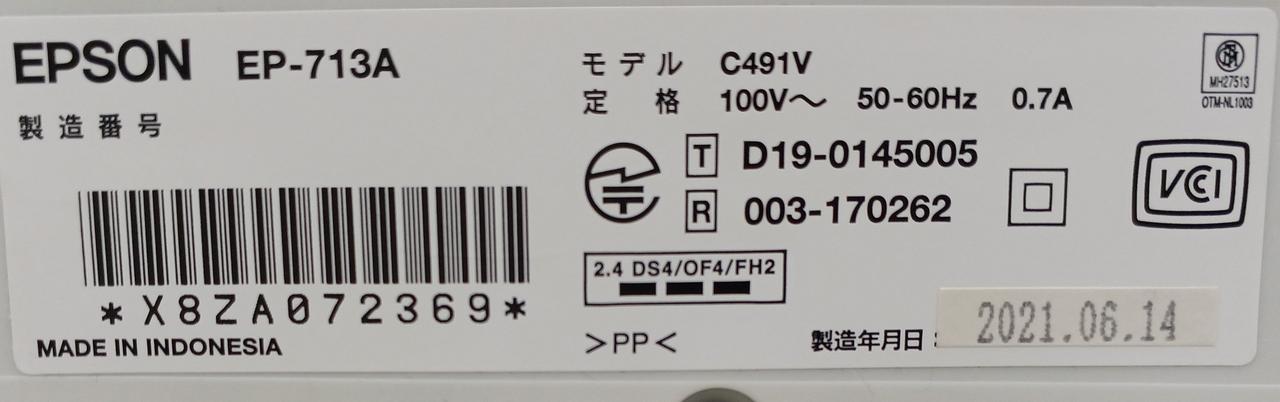 EPSON EP-713A
製造番号
*X8ZA072369*
MADE IN INDONESIA
モデル C491V
定格 100V～ 50-60Hz 0.7A
T D19-0145005
R 003-170262
2.4 DS4/OF4/FH2
>PP<
製造年月日: 2021.06.14
MH27513
OTM-NL1003
VCCI